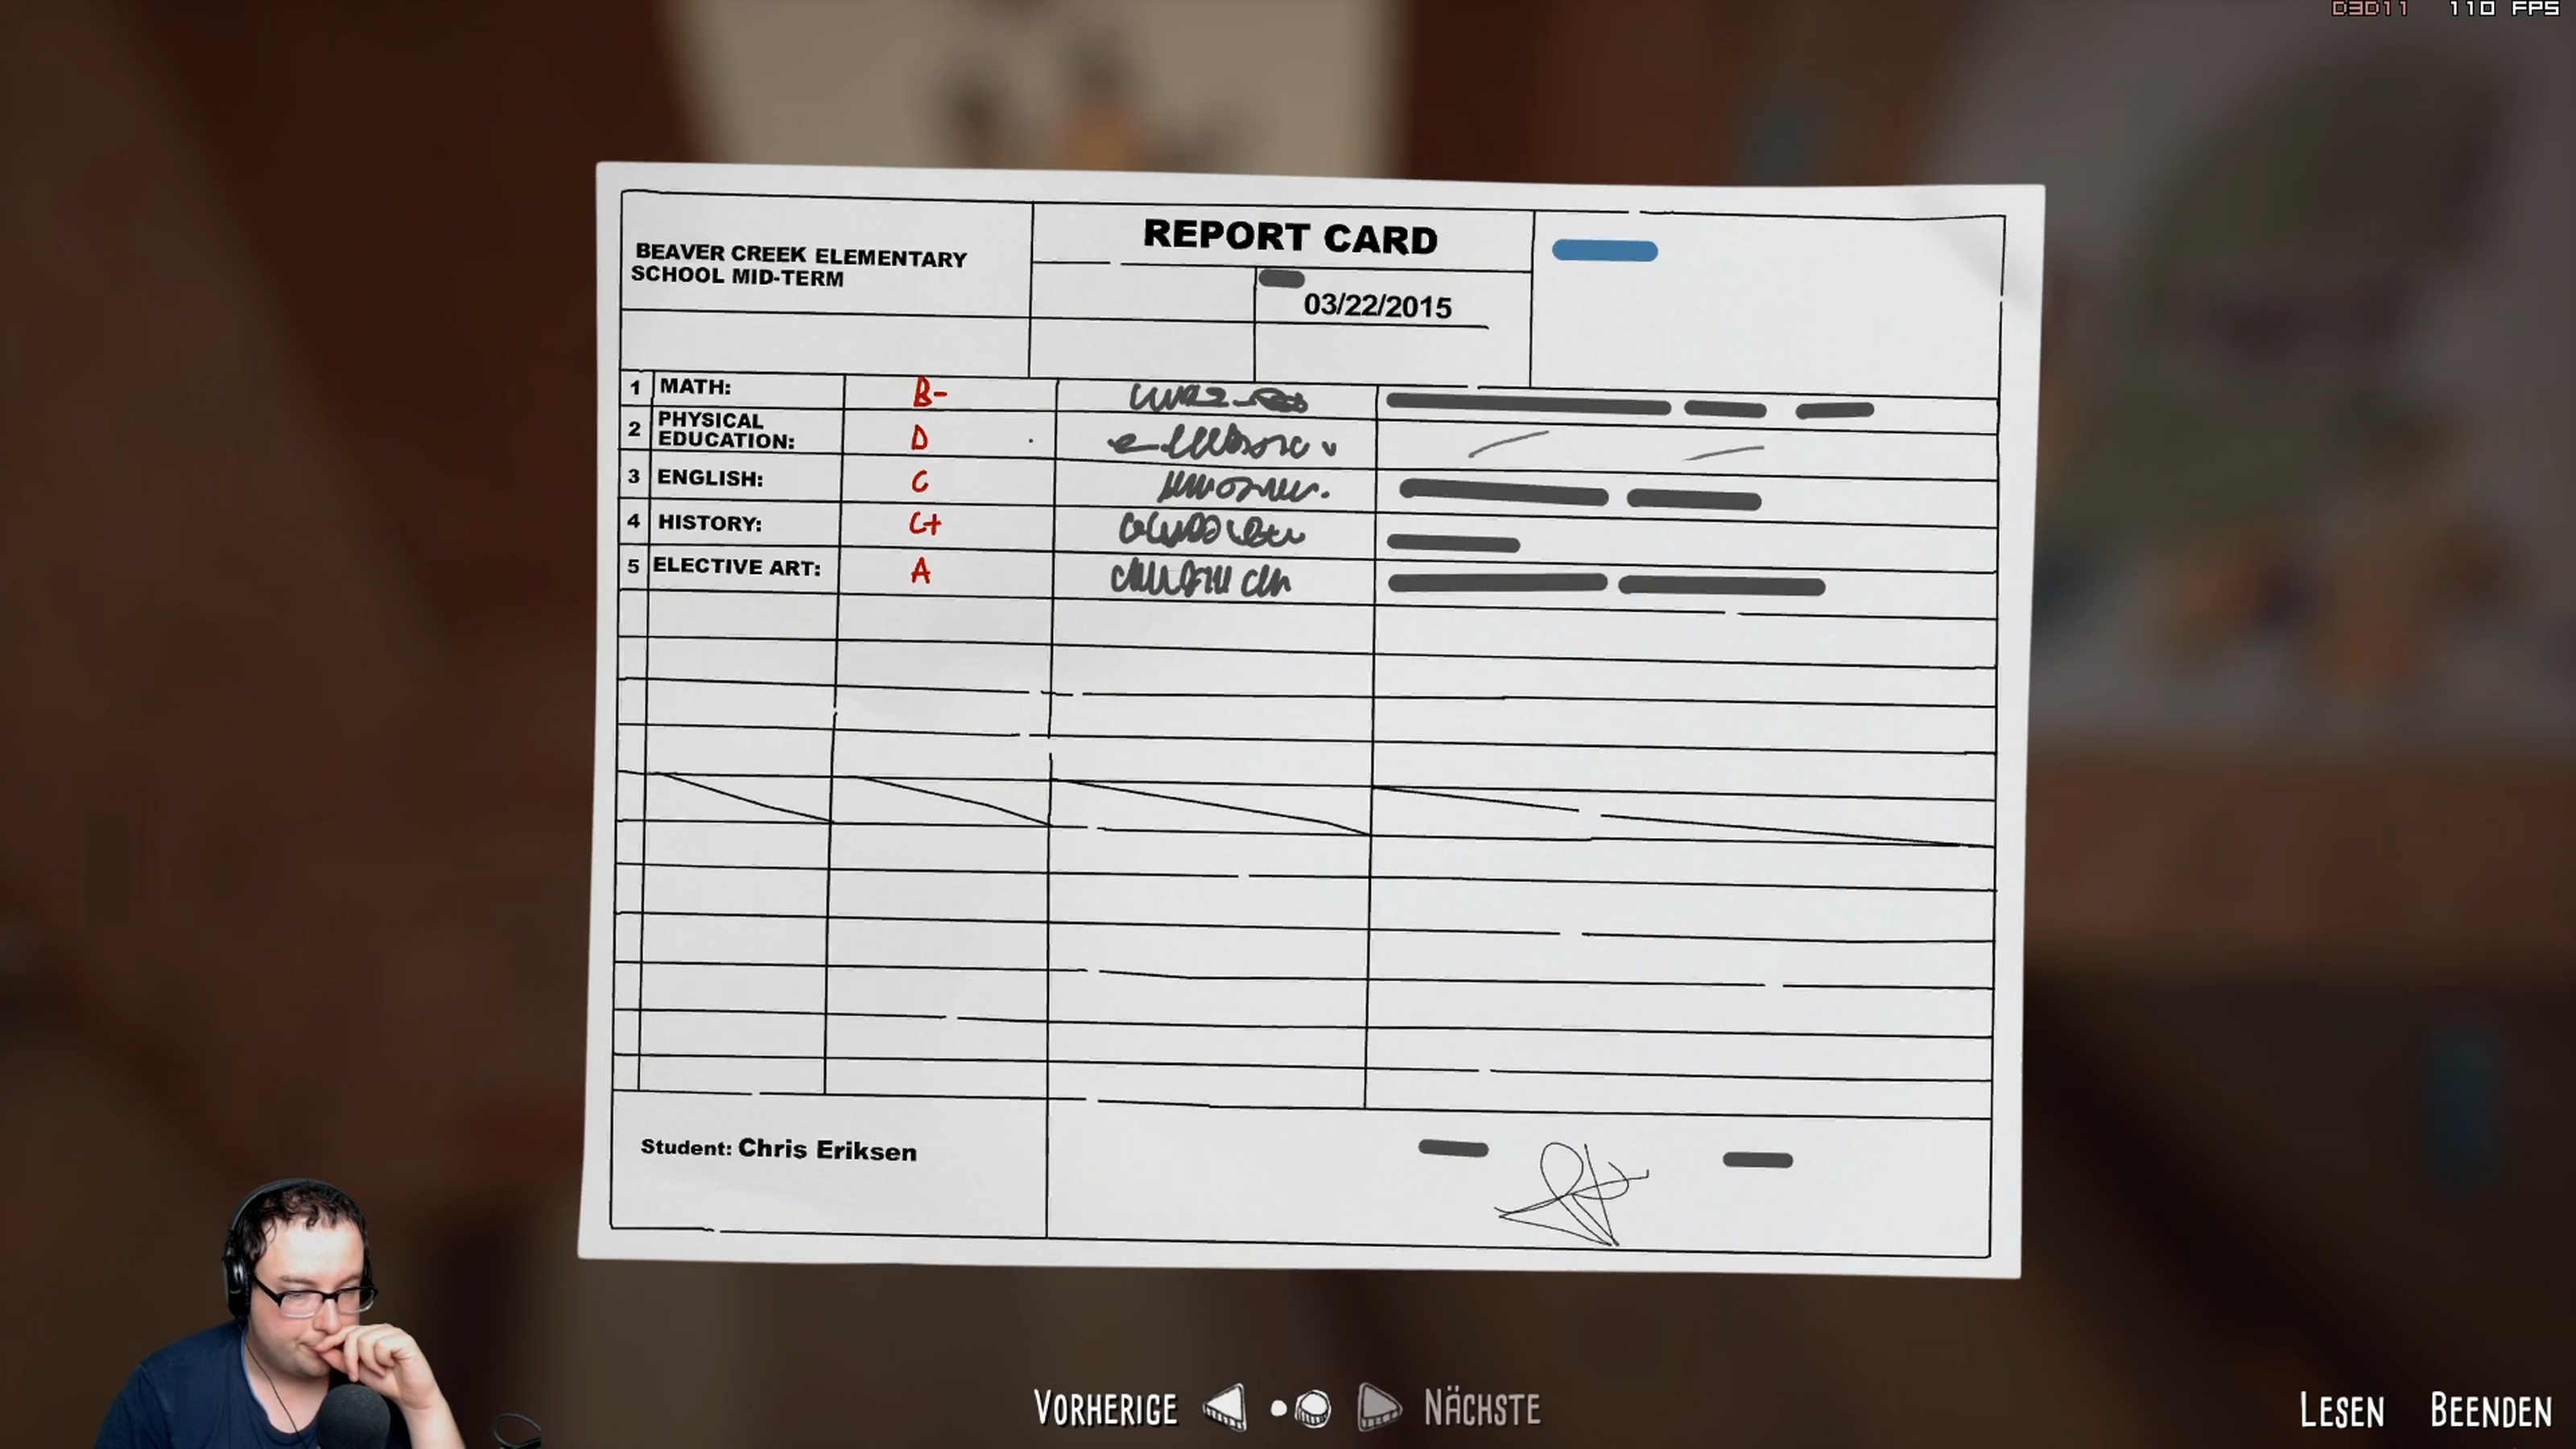 D3D11 110 FPS
BEAVER CREEK ELEMENTARY
SCHOOL MID-TERM
REPORT CARD
03/22/2015
1 MATH: B-
2 PHYSICAL
EDUCATION: D
3 ENGLISH: C
4 HISTORY: C+
5 ELECTIVE ART: A
Student: Chris Eriksen
VORHERIGE NÄCHSTE
LESEN BEENDEN